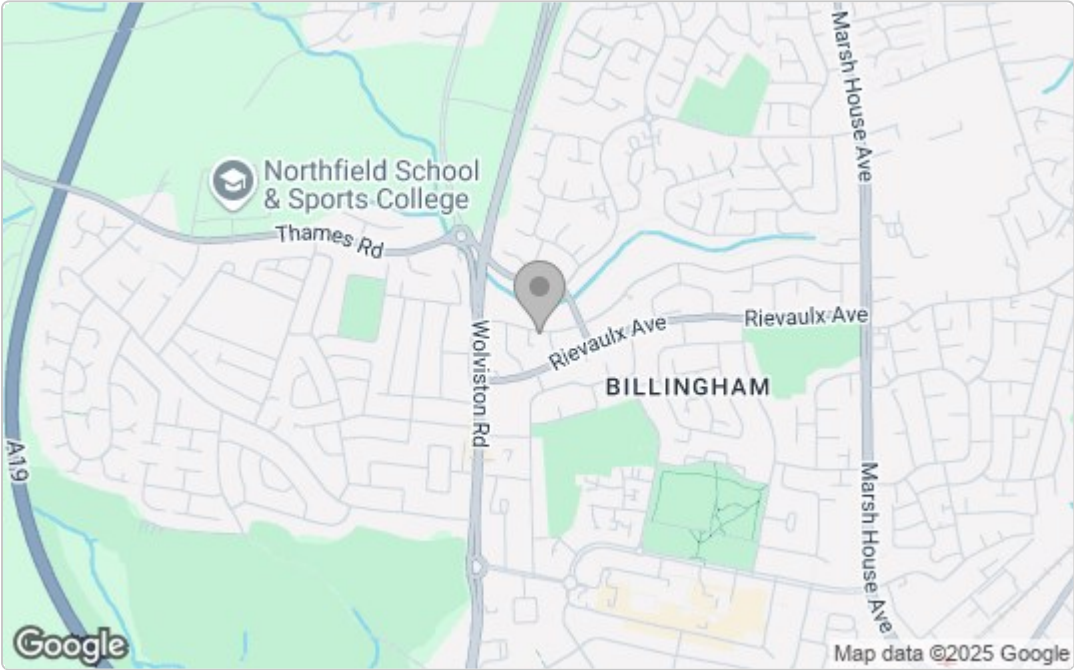 Marsh House Ave
Northfield School
& Sports College
Thames Rd
Rievaulx Ave
Rievaulx Ave
Wolviston Rd
BILLINGHAM
A19
Marsh House Ave
Google
Map data ©2025 Google